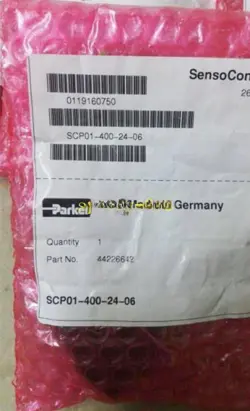 SensoCon
26
0119160750
SCP01-400-24-06
Parker
Germany
Quantity 1
Part No. 44226642
SCP01-400-24-06